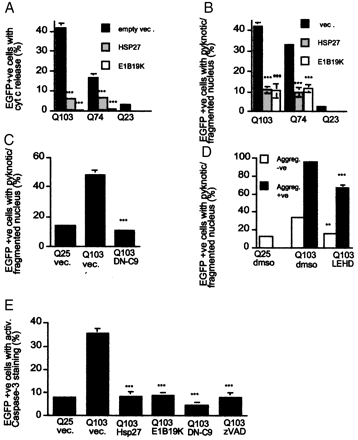 A
EGFP+ve cells with
cyt c release (%)
40
30
20
10
0
empty vec .
HSP27
E1B19K
***
***
***
***
Q103 Q74 Q23
B
EGFP +ve cells with pyknotic/
fragmented nucleus (%)
40
30
20
10
0
vec .
HSP27
E1B19K
***
***
***
***
Q103 Q74 Q23
C
EGFP +ve cells with pyknotic/
fragmented nucleus (%)
60
40
20
0
***
Q25 Q103 Q103
vec. vec. DN-C9
D
EGFP +ve cells with pyknotic/
fragmented nucleus (%)
80
60
40
20
0
Aggreg.
-ve
Aggreg.
+ve
***
**
Q25 Q103 Q103
dmso dmso LEHD
E
EGFP +ve cells with activ.
Caspase-3 staining (%)
40
30
20
10
0
***
***
***
***
Q25 Q103 Q103 Q103 Q103 Q103
vec. vec. Hsp27 E1B19K DN-C9 zVAD